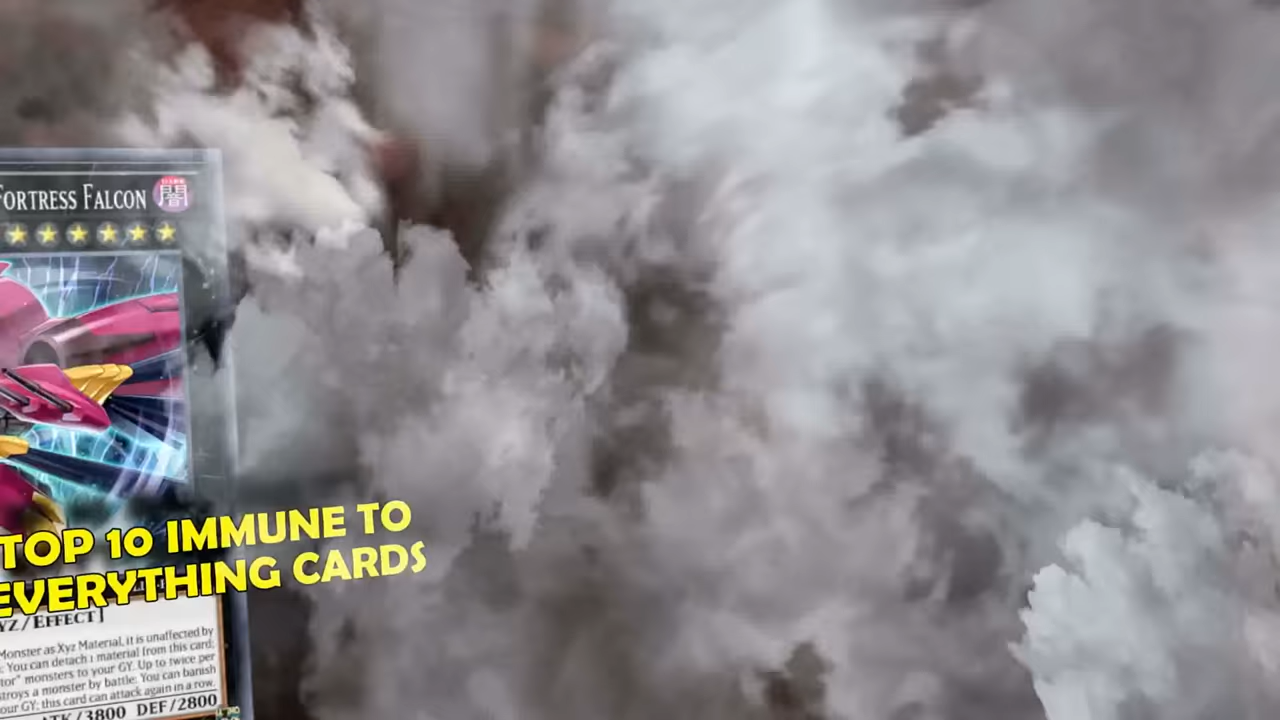 FORTRESS FALCON 闇
TOP 10 IMMUNE TO
EVERYTHING CARDS
YZ/EFFECT]
Monster as Xyz Material, it is unaffected by
: You can detach 1 material from this card;
tor" monsters to your GY. Up to twice per
stroys a monster by battle: You can banish
our GY; this card can attack again in a row.
ATK/3800 DEF/2800